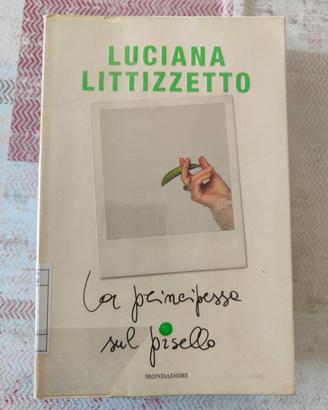 LUCIANA
LITTIZZETTO
La principessa
sul pisello
MONDADORI